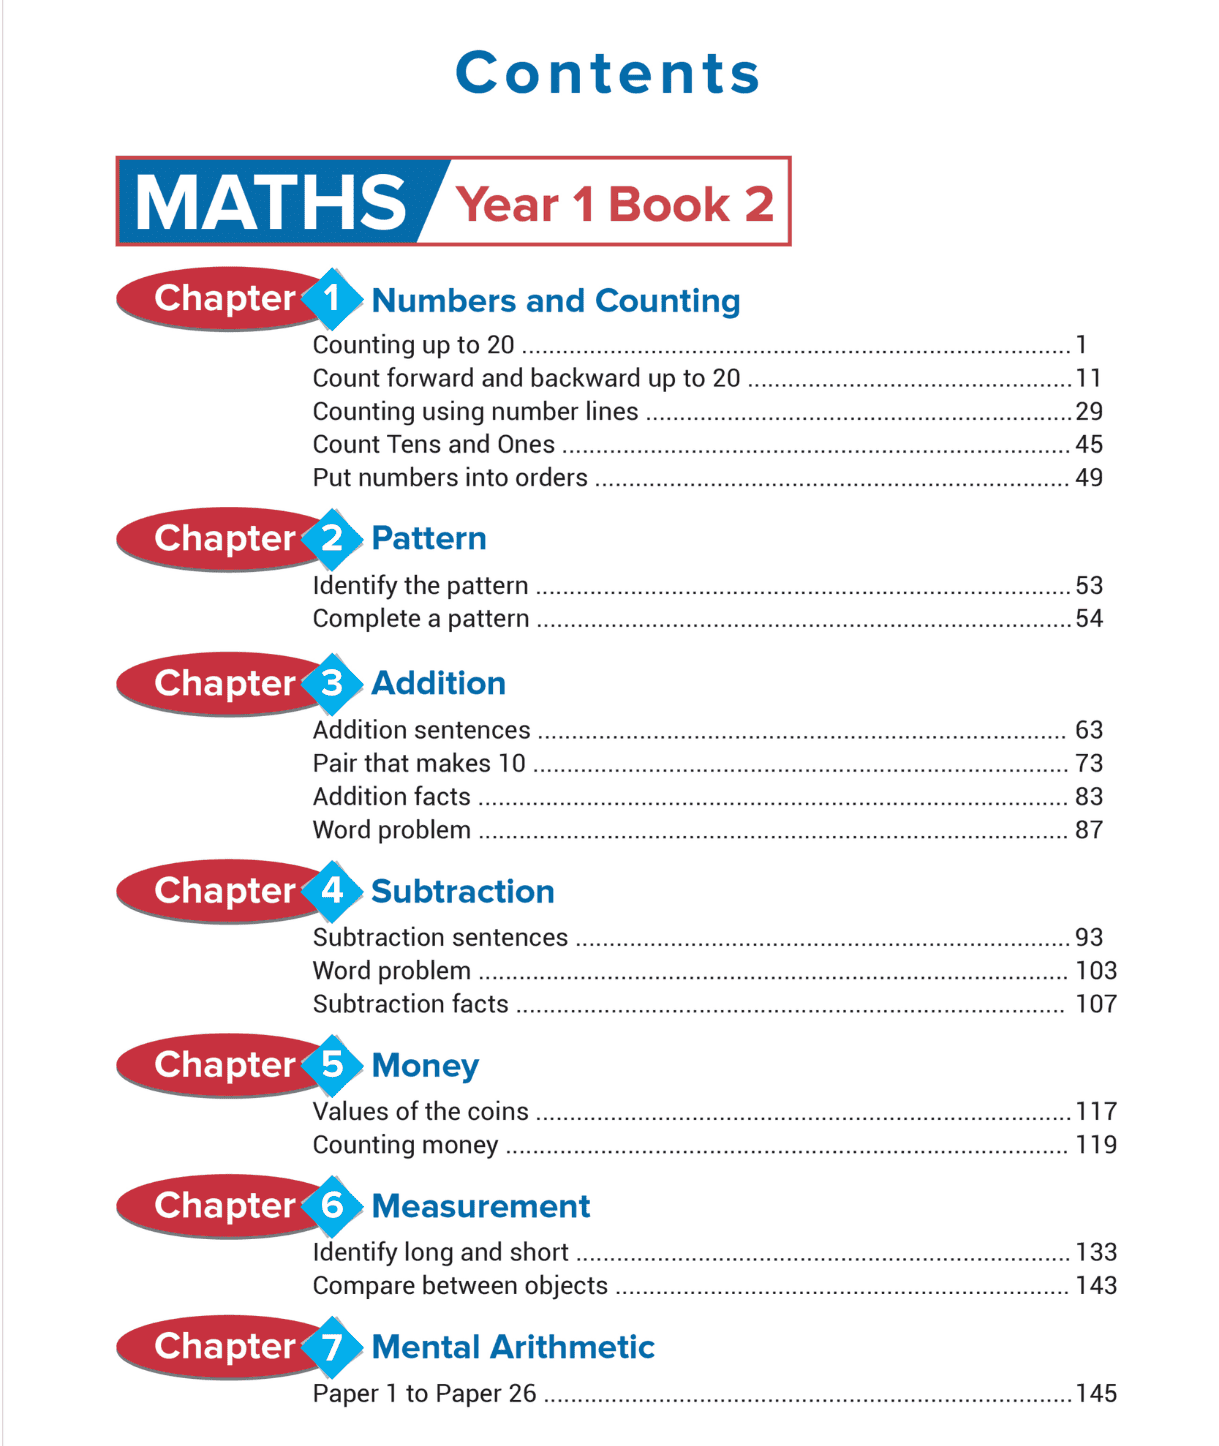 Contents
MATHS Year 1 Book 2
Chapter 1 Numbers and Counting
Counting up to 20 ........ 1
Count forward and backward up to 20 ........ 11
Counting using number lines ........ 29
Count Tens and Ones ........ 45
Put numbers into orders ........ 49
Chapter 2 Pattern
Identify the pattern ........ 53
Complete a pattern ........ 54
Chapter 3 Addition
Addition sentences ........ 63
Pair that makes 10 ........ 73
Addition facts ........ 83
Word problem ........ 87
Chapter 4 Subtraction
Subtraction sentences ........ 93
Word problem ........ 103
Subtraction facts ........ 107
Chapter 5 Money
Values of the coins ........ 117
Counting money ........ 119
Chapter 6 Measurement
Identify long and short ........ 133
Compare between objects ........ 143
Chapter 7 Mental Arithmetic
Paper 1 to Paper 26 ........ 145